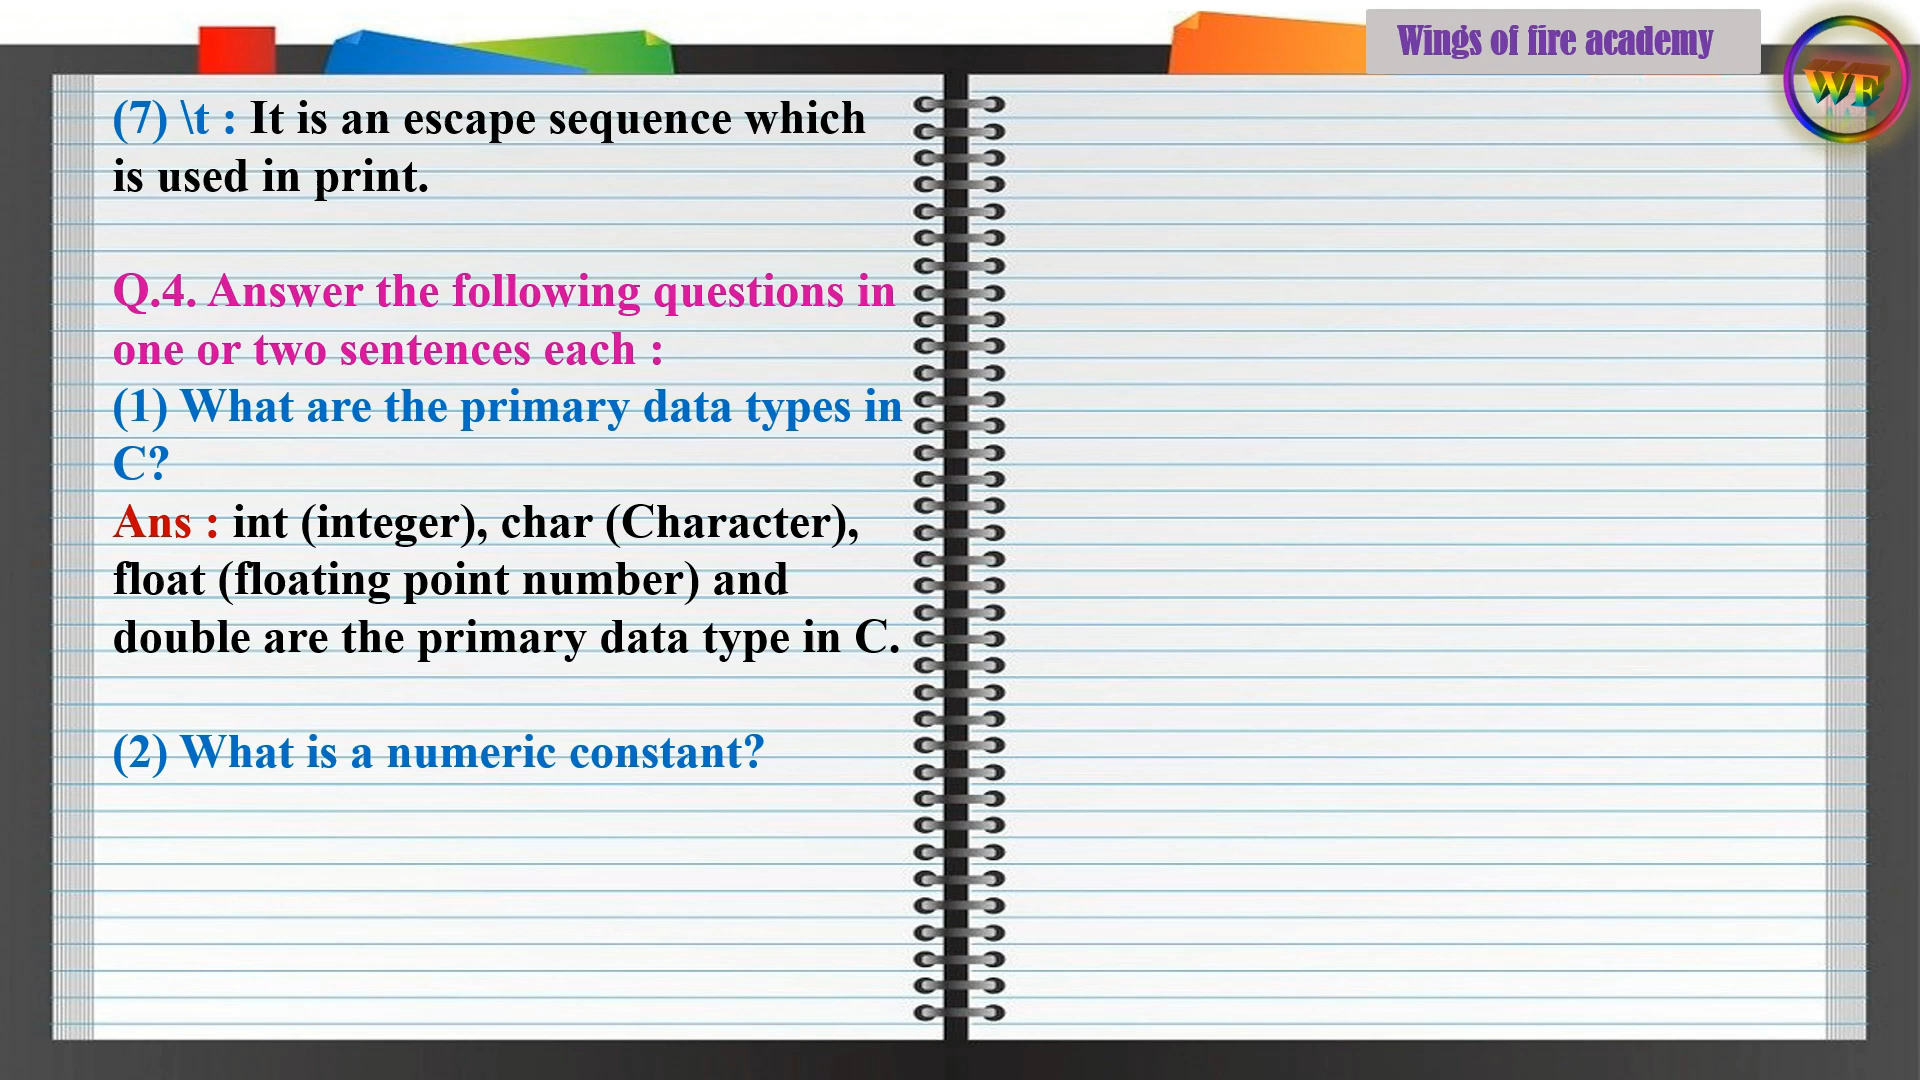 Wings of fire academy
WE
(7) \t : It is an escape sequence which
is used in print.
Q.4. Answer the following questions in
one or two sentences each :
(1) What are the primary data types in
C?
Ans : int (integer), char (Character),
float (floating point number) and
double are the primary data type in C.
(2) What is a numeric constant?